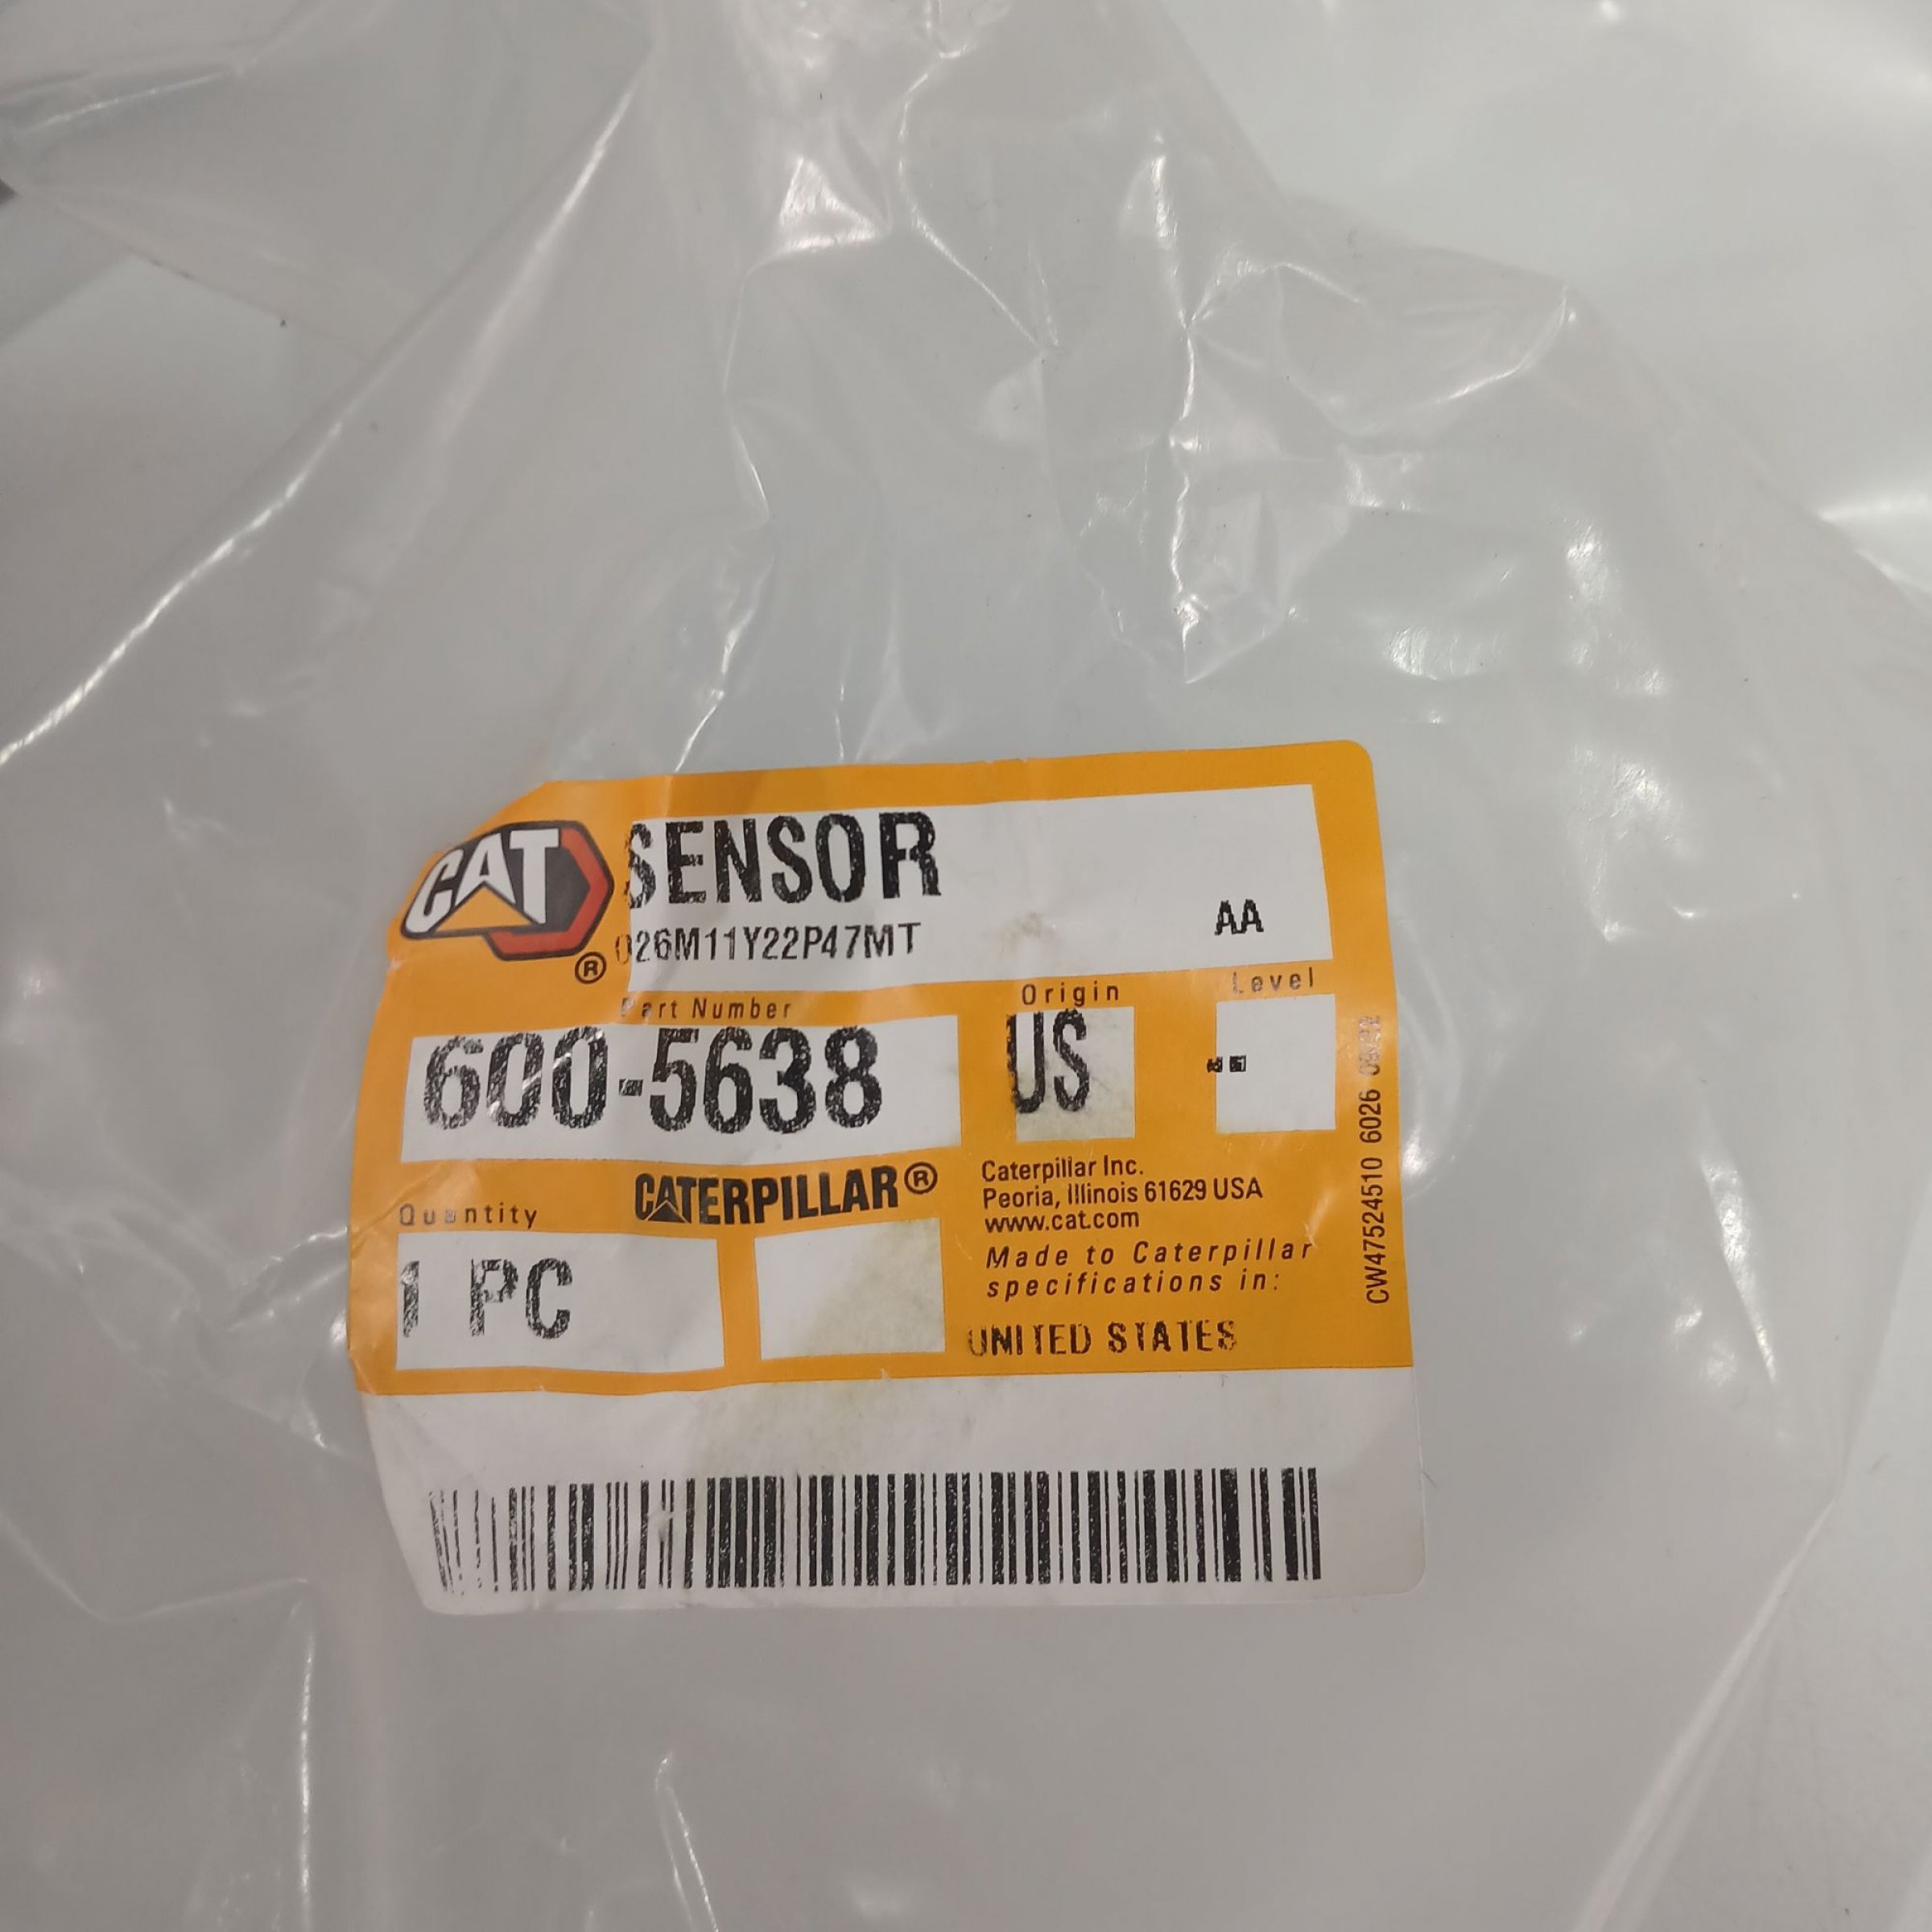 CAT
®
SENSOR
026M11Y22P47MT
AA
Part Number
Origin
Level
600-5638
US
--
CATERPILLAR®
Quantity
1 PC
Caterpillar Inc.
Peoria, Illinois 61629 USA
www.cat.com
Made to Caterpillar
specifications in:
UNITED STATES
CW47524510 6026